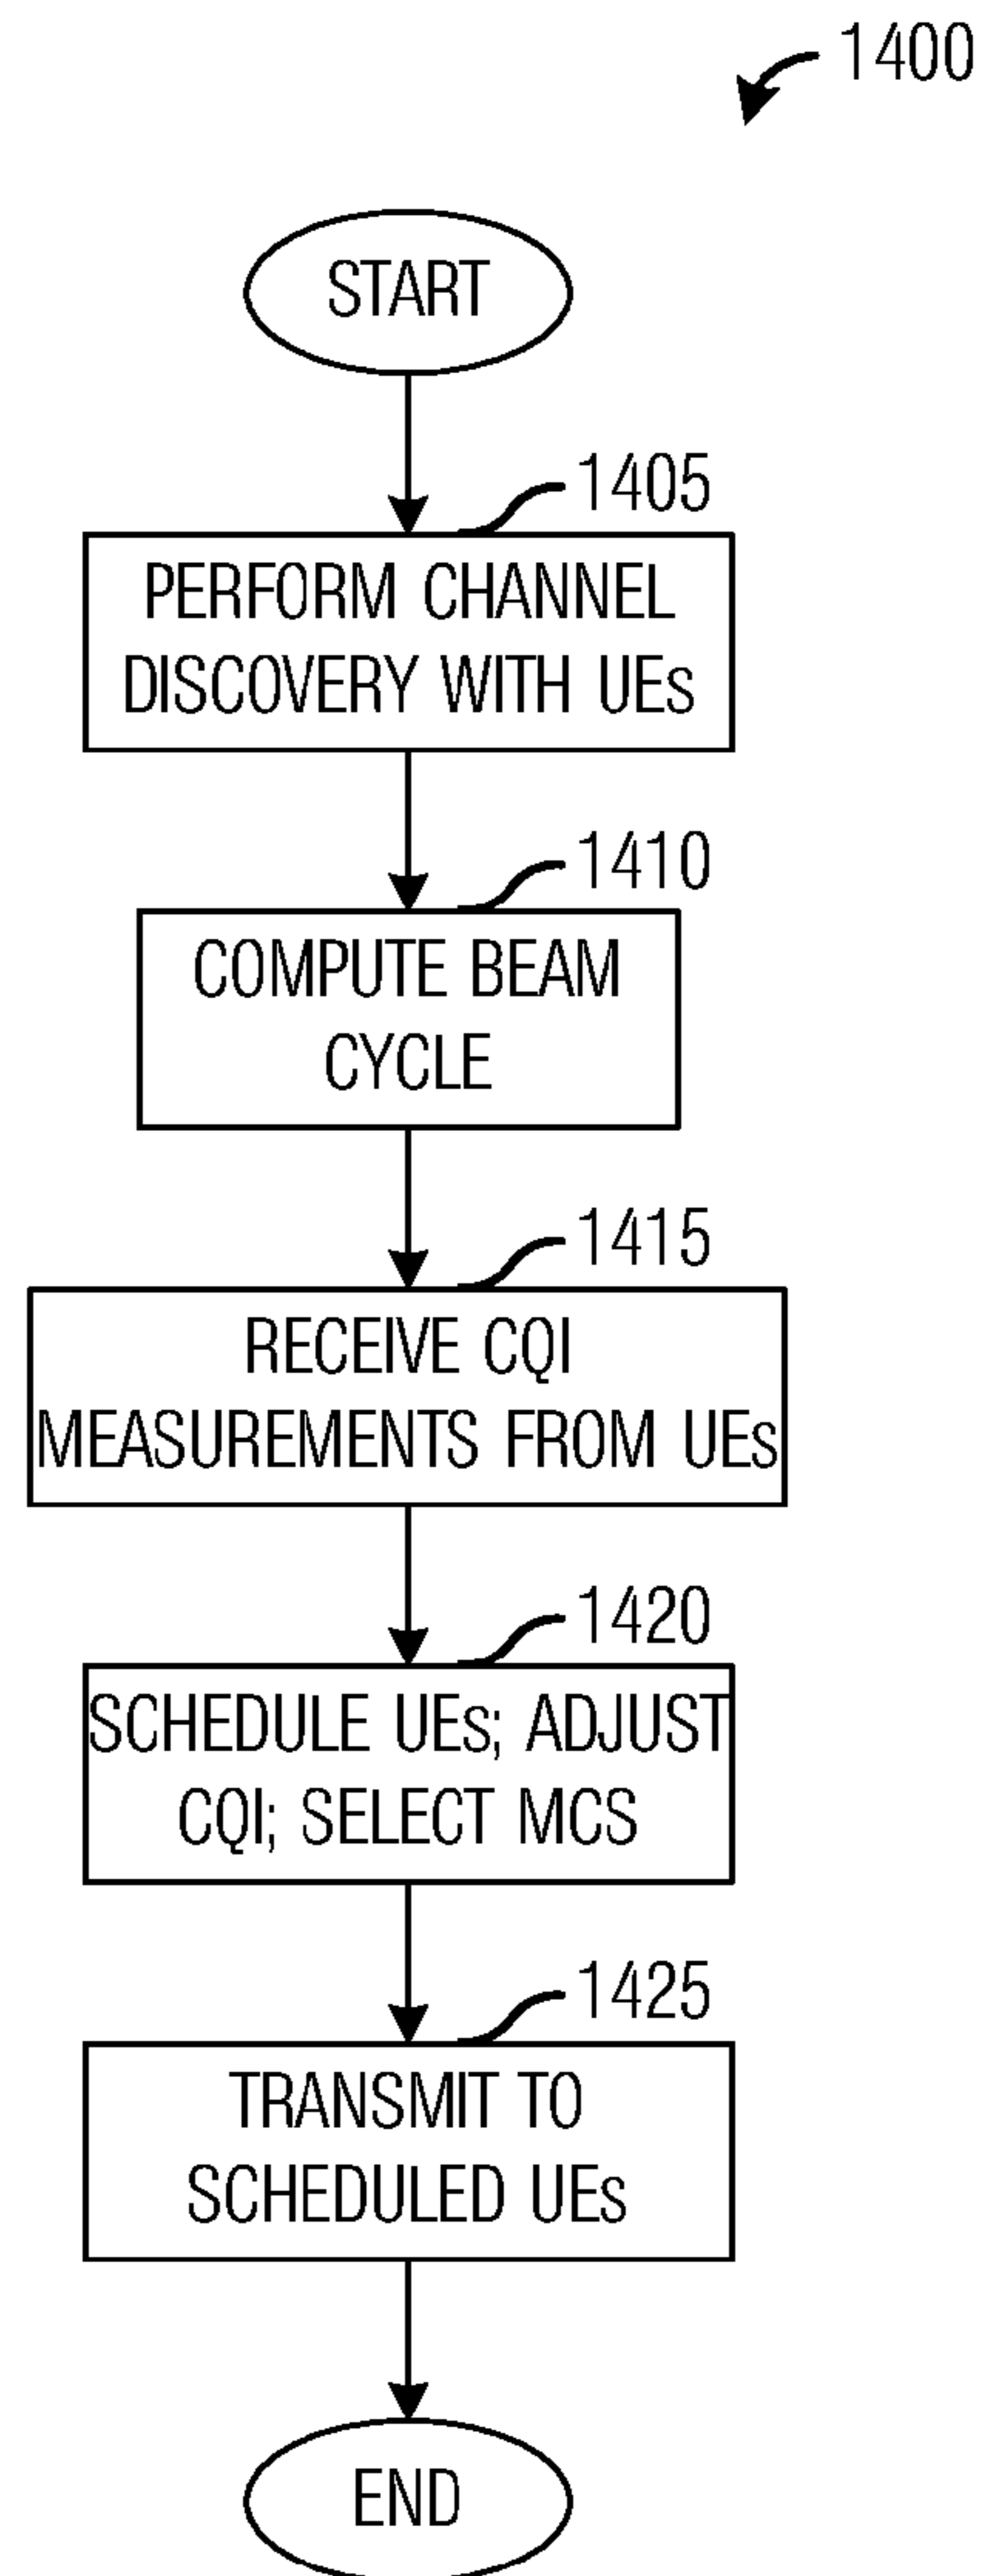 1400
START
1405
PERFORM CHANNEL
DISCOVERY WITH UEs
1410
COMPUTE BEAM
CYCLE
1415
RECEIVE CQI
MEASUREMENTS FROM UEs
1420
SCHEDULE UEs; ADJUST
CQI; SELECT MCS
1425
TRANSMIT TO
SCHEDULED UEs
END